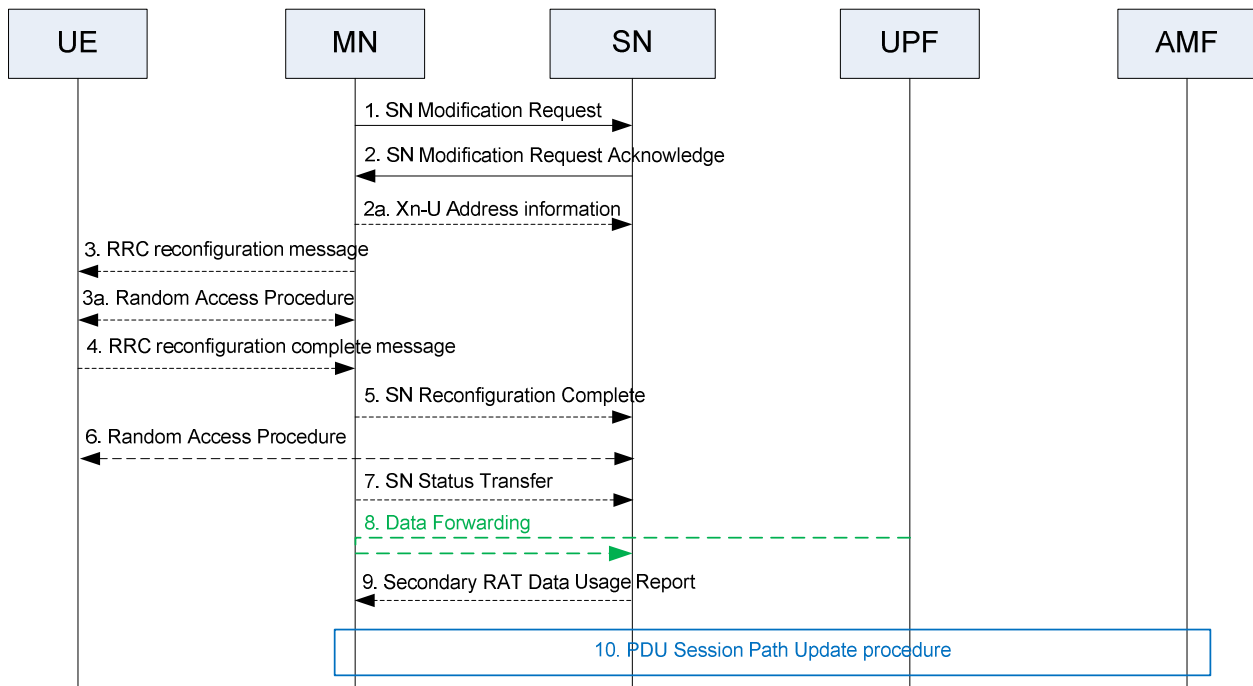 UE
MN
SN
UPF
AMF
1. SN Modification Request
2. SN Modification Request Acknowledge
2a. Xn-U Address information
3. RRC reconfiguration message
3a. Random Access Procedure
4. RRC reconfiguration complete message
5. SN Reconfiguration Complete
6. Random Access Procedure
7. SN Status Transfer
8. Data Forwarding
9. Secondary RAT Data Usage Report
10. PDU Session Path Update procedure